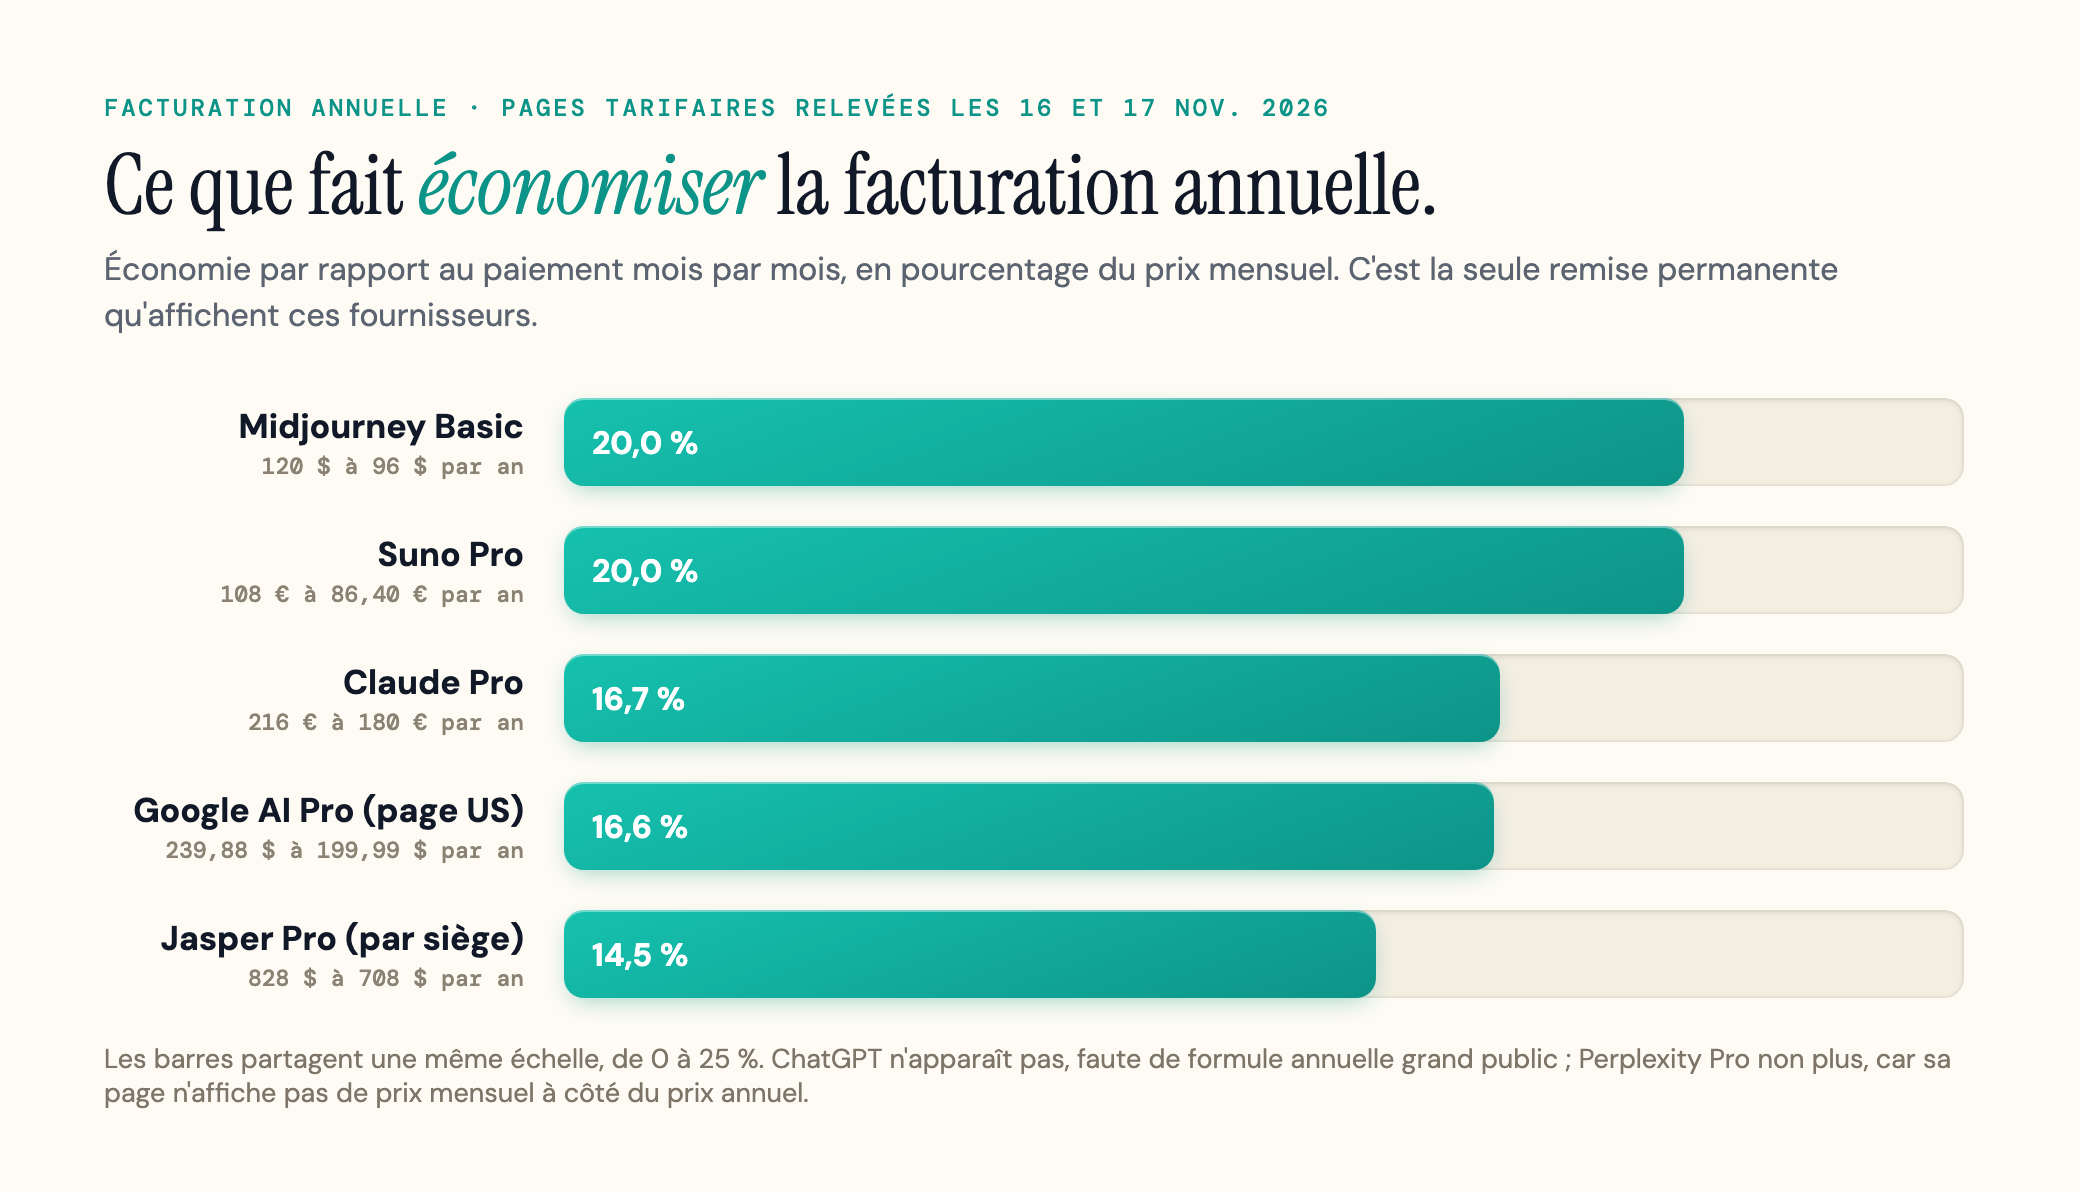 FACTURATION ANNUELLE · PAGES TARIFAIRES RELEVÉES LES 16 ET 17 NOV. 2026
Ce que fait économiser la facturation annuelle.
Économie par rapport au paiement mois par mois, en pourcentage du prix mensuel. C'est la seule remise permanente
qu'affichent ces fournisseurs.
Midjourney Basic
120 $ à 96 $ par an
20,0 %
Suno Pro
108 € à 86,40 € par an
20,0 %
Claude Pro
216 € à 180 € par an
16,7 %
Google AI Pro (page US)
239,88 $ à 199,99 $ par an
16,6 %
Jasper Pro (par siège)
828 $ à 708 $ par an
14,5 %
Les barres partagent une même échelle, de 0 à 25 %. ChatGPT n'apparaît pas, faute de formule annuelle grand public ; Perplexity Pro non plus, car sa
page n'affiche pas de prix mensuel à côté du prix annuel.